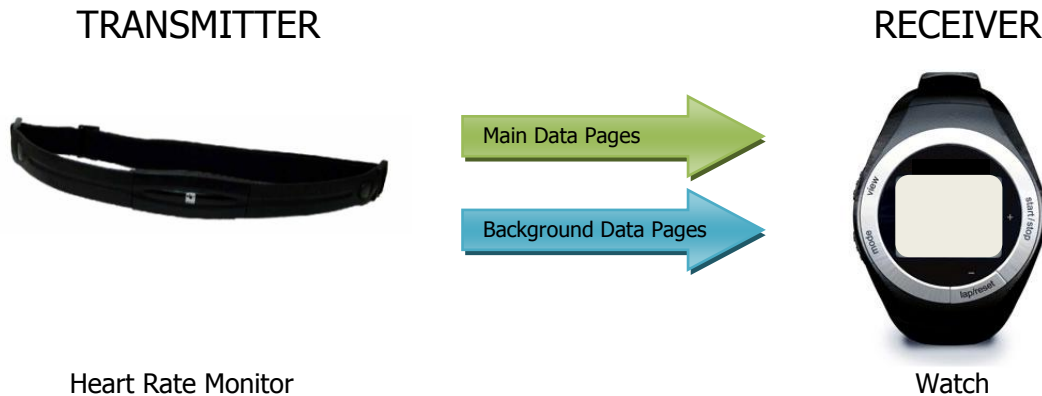 TRANSMITTER
RECEIVER
Main Data Pages
Background Data Pages
view
mode
start/stop
+
-
lap/reset
Heart Rate Monitor
Watch